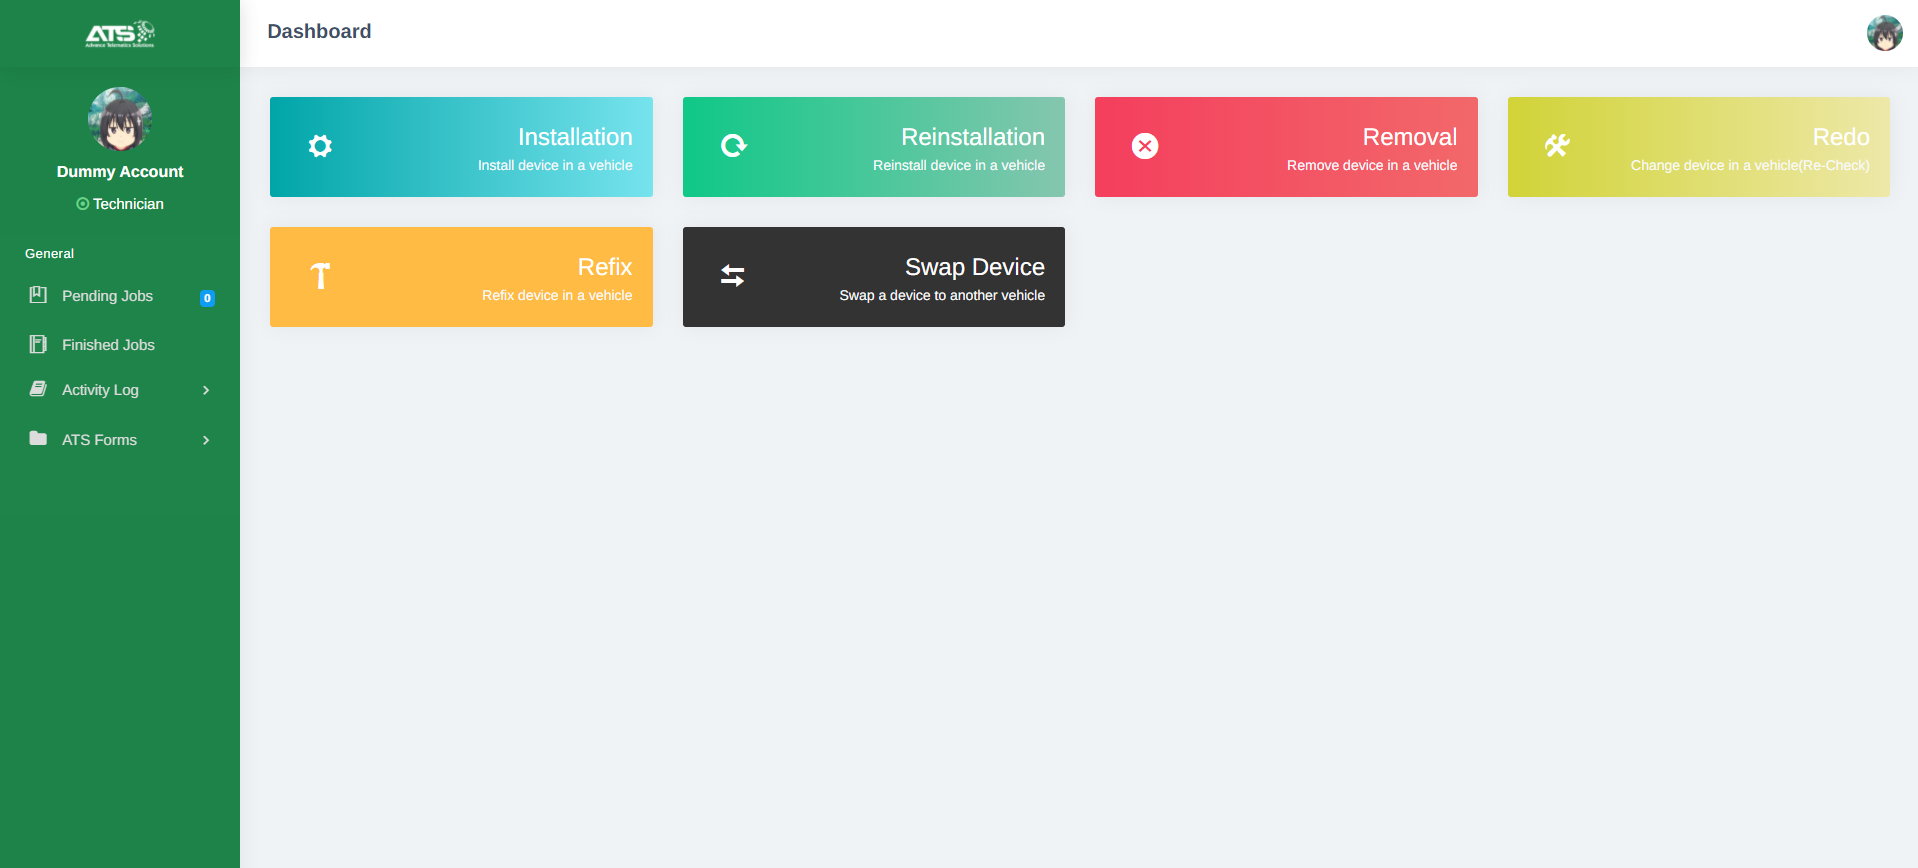 ATS
Advance Telematics Solutions
Dashboard
Dummy Account
Technician
General
Pending Jobs 0
Finished Jobs
Activity Log
ATS Forms
Installation
Install device in a vehicle
Reinstallation
Reinstall device in a vehicle
Removal
Remove device in a vehicle
Redo
Change device in a vehicle(Re-Check)
Refix
Refix device in a vehicle
Swap Device
Swap a device to another vehicle